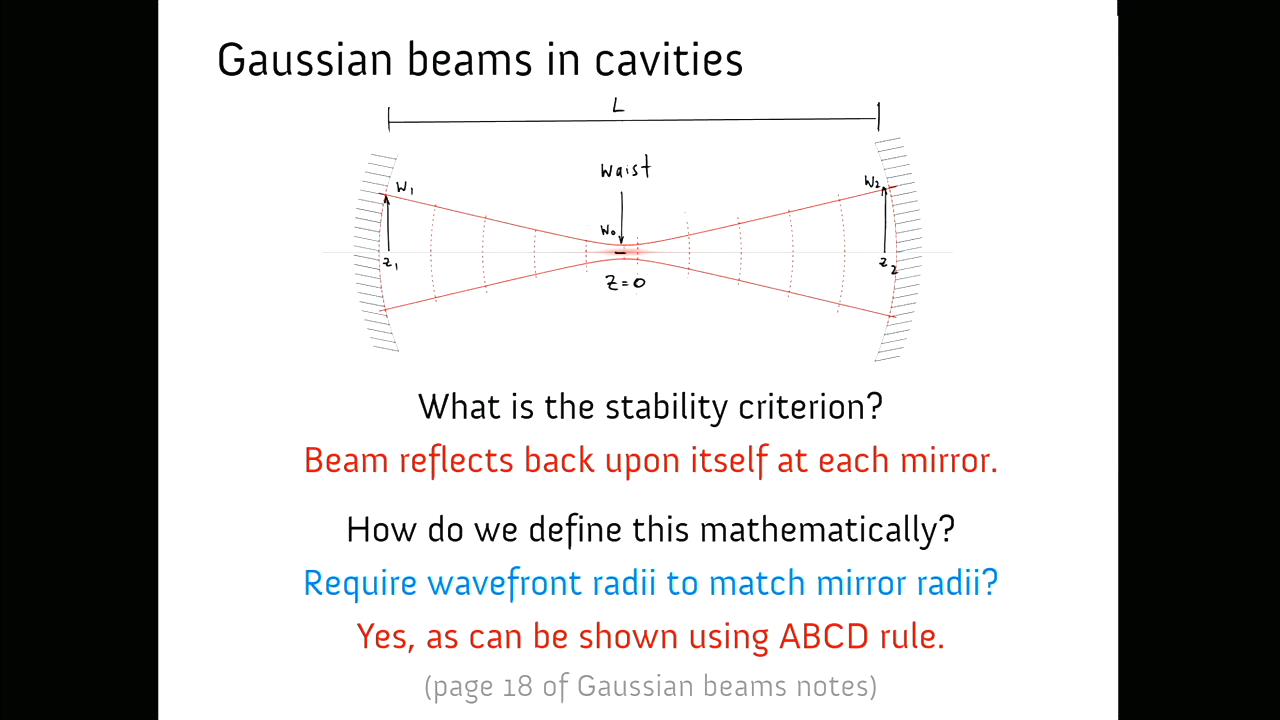 Gaussian beams in cavities
L
waist
w₁
w₂
w₀
z₁
z₂
z=0
What is the stability criterion?
Beam reflects back upon itself at each mirror.
How do we define this mathematically?
Require wavefront radii to match mirror radii?
Yes, as can be shown using ABCD rule.
(page 18 of Gaussian beams notes)